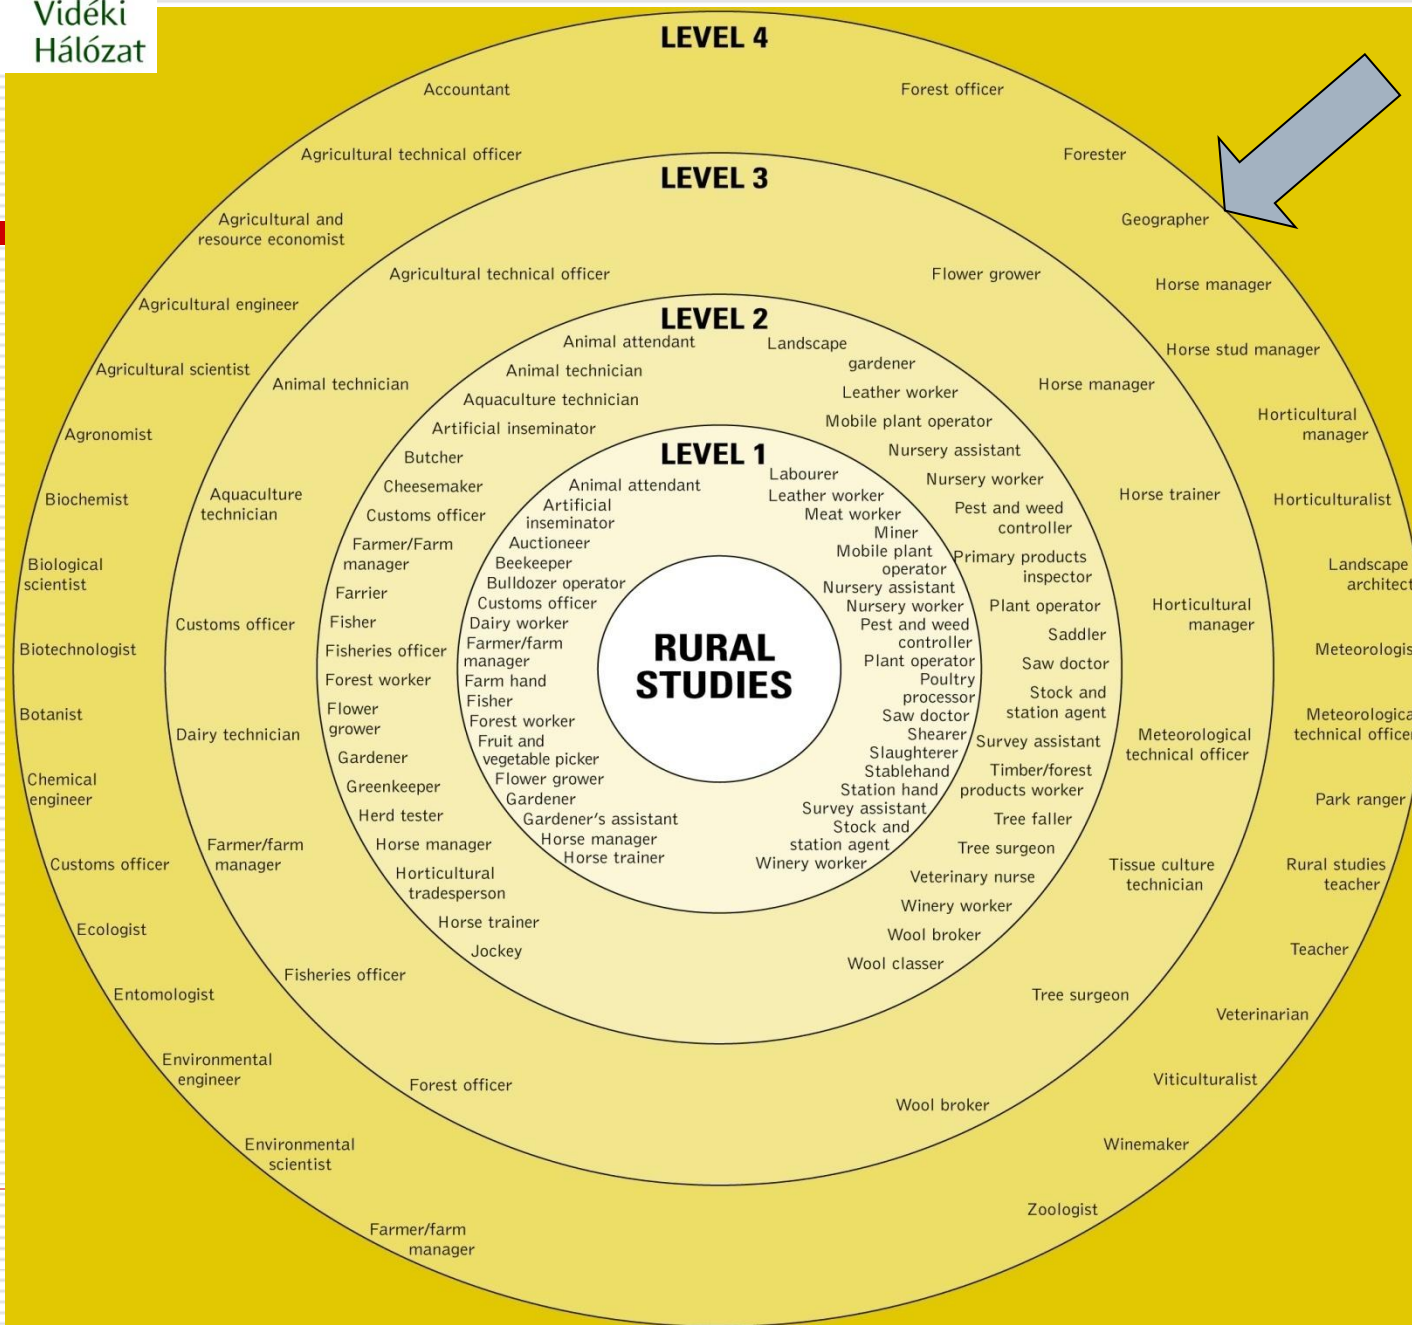 Vidéki
Hálózat
LEVEL 4
Accountant
Agricultural technical officer
Agricultural and
resource economist
Agricultural engineer
Agricultural scientist
Agronomist
Biochemist
Biological
scientist
Biotechnologist
Botanist
Chemical
engineer
Customs officer
Ecologist
Entomologist
Environmental
engineer
Environmental
scientist
Farmer/farm
manager
Forest officer
Forester
Geographer
Horse manager
Horse stud manager
Horticultural
manager
Horticulturalist
Landscape
architect
Meteorologis
Meteorologica
technical officer
Park ranger
Rural studies
teacher
Teacher
Veterinarian
Viticulturalist
Winemaker
Zoologist
LEVEL 3
Agricultural technical officer
Animal technician
Aquaculture
technician
Customs officer
Dairy technician
Farmer/farm
manager
Fisheries officer
Forest officer
Flower grower
Horse manager
Horse trainer
Horticultural
manager
Meteorological
technical officer
Tissue culture
technician
Tree surgeon
Wool broker
LEVEL 2
Animal attendant
Animal technician
Aquaculture technician
Artificial inseminator
Butcher
Cheesemaker
Customs officer
Farmer/Farm
manager
Farrier
Fisher
Fisheries officer
Forest worker
Flower
grower
Gardener
Greenkeeper
Herd tester
Horse manager
Horticultural
tradesperson
Horse trainer
Jockey
Landscape
gardener
Leather worker
Mobile plant operator
Nursery assistant
Nursery worker
Pest and weed
controller
Primary products
inspector
Plant operator
Saddler
Saw doctor
Stock and
station agent
Survey assistant
Timber/forest
products worker
Tree faller
Tree surgeon
Veterinary nurse
Winery worker
Wool broker
Wool classer
LEVEL 1
Animal attendant
Artificial
inseminator
Auctioneer
Beekeeper
Bulldozer operator
Customs officer
Dairy worker
Farmer/farm
manager
Farm hand
Fisher
Forest worker
Fruit and
vegetable picker
Flower grower
Gardener
Gardener's assistant
Horse manager
Horse trainer
Labourer
Leather worker
Meat worker
Miner
Mobile plant
operator
Nursery assistant
Nursery worker
Pest and weed
controller
Plant operator
Poultry
processor
Saw doctor
Shearer
Slaughterer
Stablehand
Station hand
Survey assistant
Stock and
station agent
Winery worker
RURAL
STUDIES